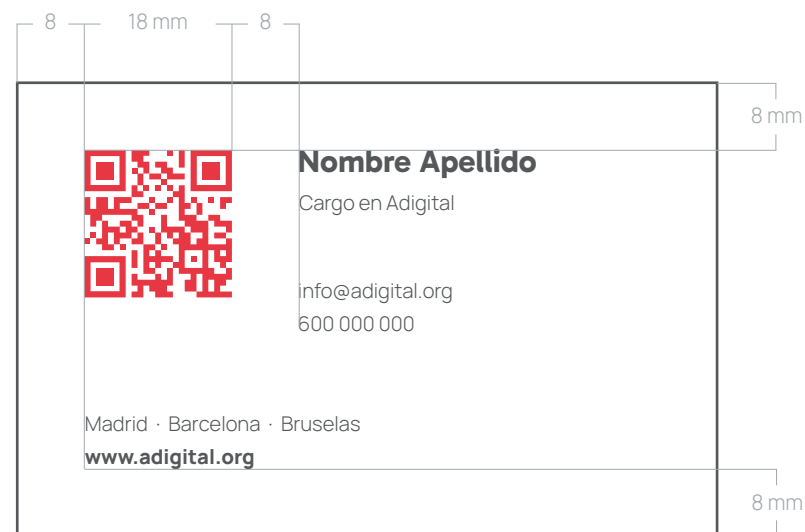 8 18 mm 8
8 mm
Nombre Apellido
Cargo en Adigital
info@adigital.org
600 000 000
Madrid · Barcelona · Bruselas
www.adigital.org
8 mm